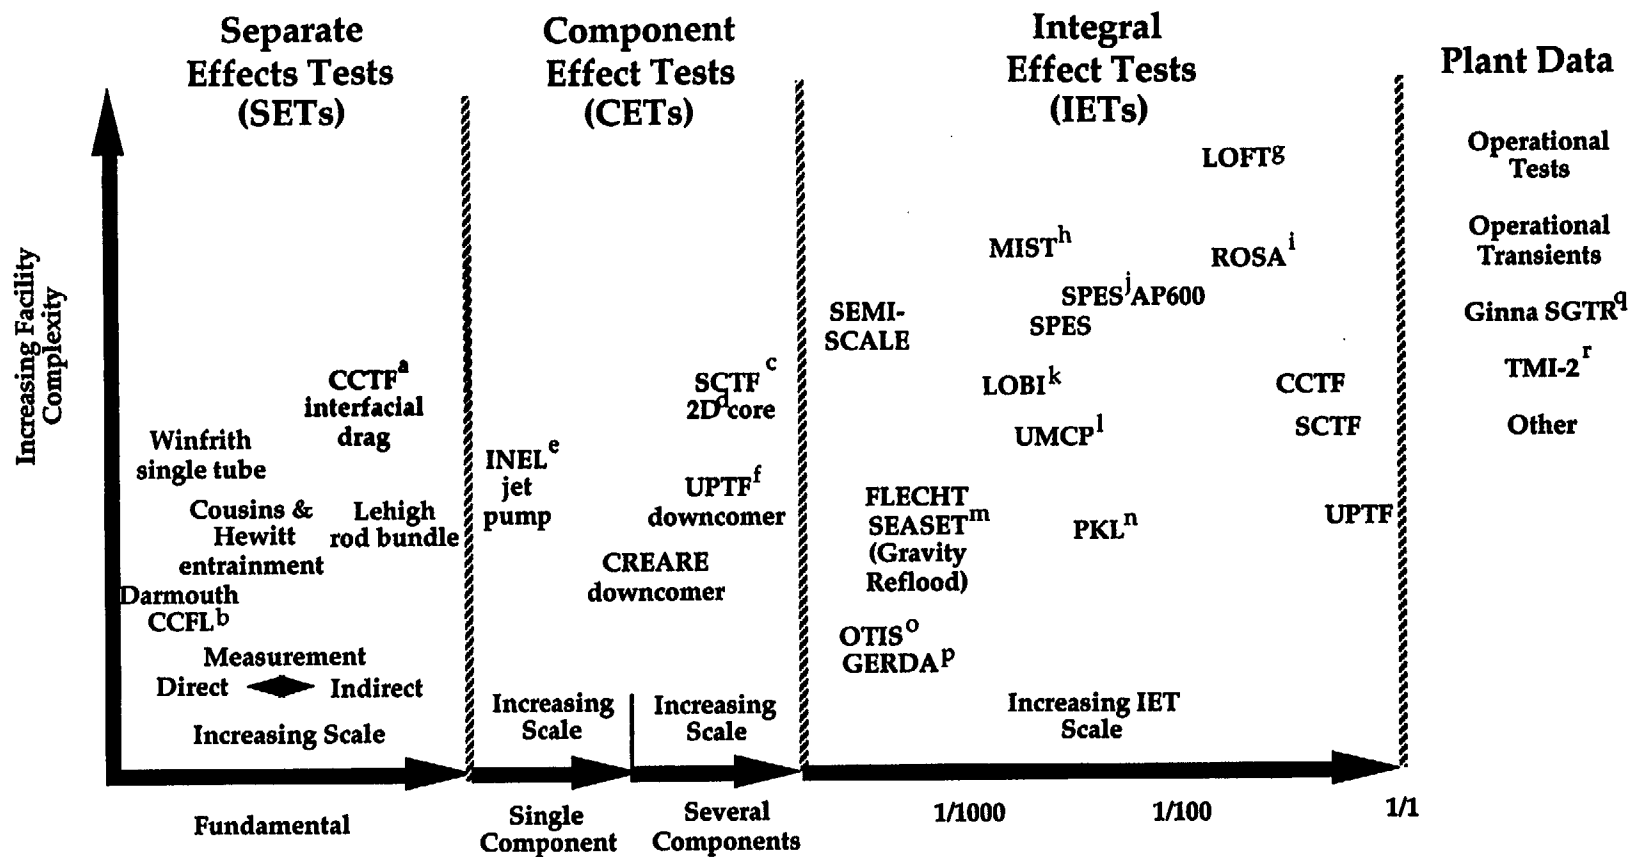 Separate
Effects Tests
(SETs)
Component
Effect Tests
(CETs)
Integral
Effect Tests
(IETs)
Plant Data
Increasing Facility
Complexity
CCTFa
interfacial
drag
Winfrith
single tube
Cousins &
Hewitt
entrainment
Lehigh
rod bundle
Darmouth
CCFLb
Measurement
Direct
Indirect
Increasing Scale
Fundamental
SCTF c
2Ddcore
INELe
jet
pump
UPTFf
downcomer
CREARE
downcomer
Increasing
Scale
Increasing
Scale
Single
Component
Several
Components
LOFTg
MISTh
ROSAi
SPESjAP600
SPES
SEMI-
SCALE
LOBIk
CCTF
UMCPl
SCTF
FLECHT
SEASETm
(Gravity
Reflood)
PKLn
UPTF
OTISo
GERDAp
Increasing IET
Scale
1/1000
1/100
1/1
Operational
Tests
Operational
Transients
Ginna SGTRq
TMI-2r
Other